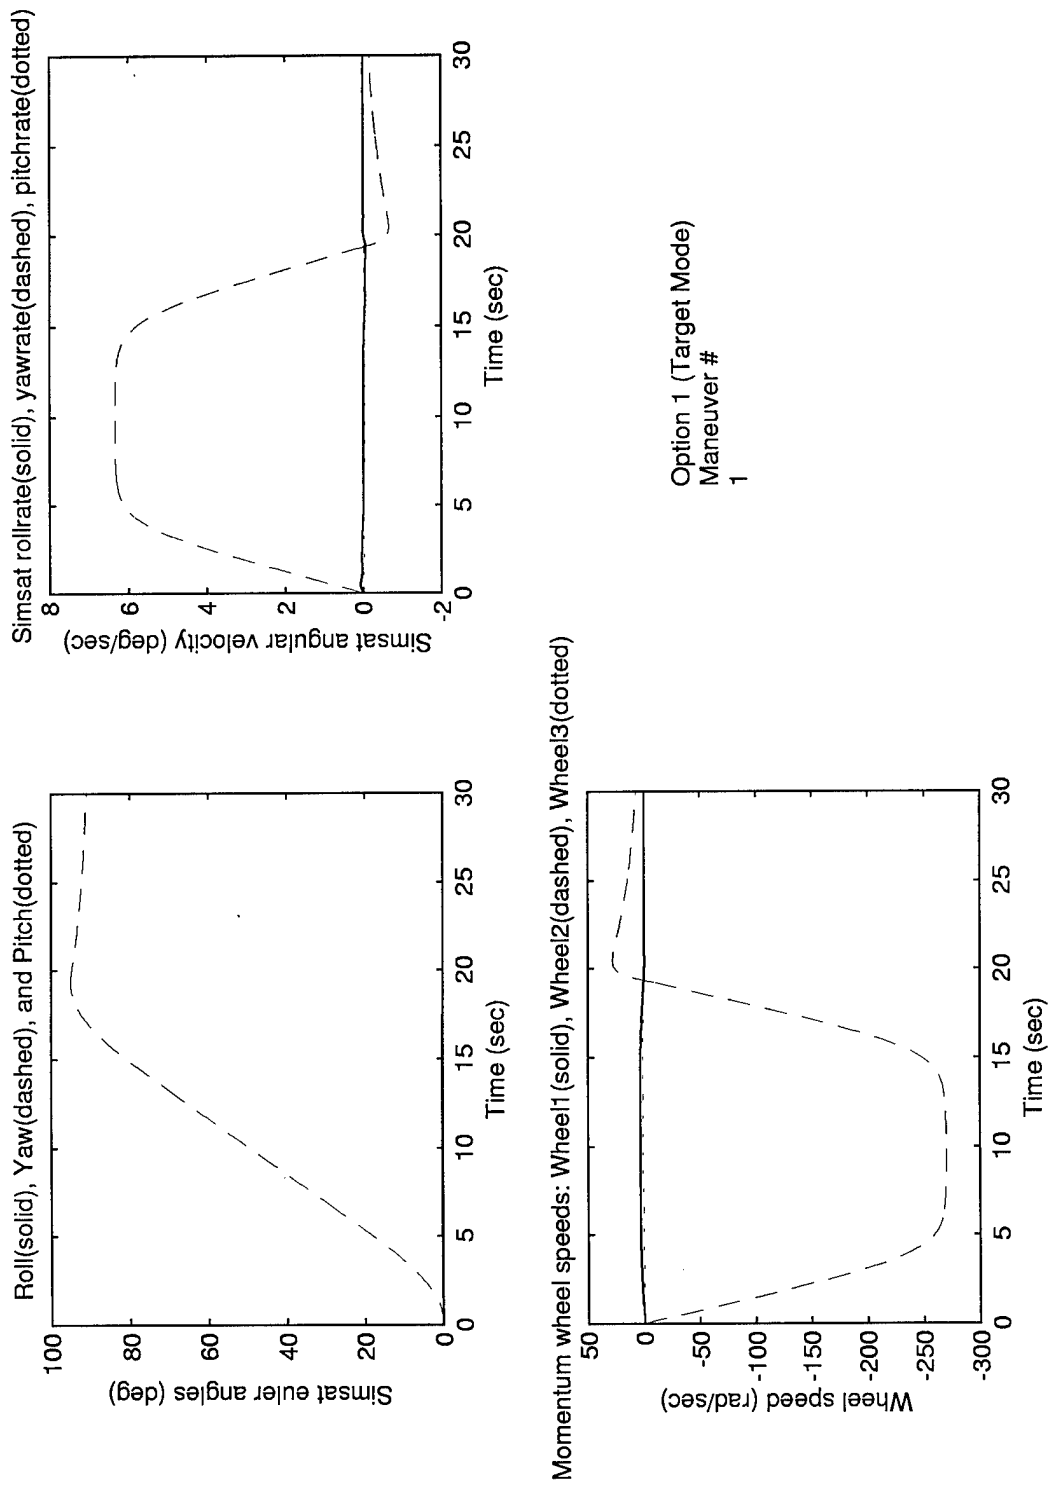 Roll(solid), Yaw(dashed), and Pitch(dotted)
Simsat euler angles (deg)
100
80
60
40
20
0
0 5 10 15 20 25 30
Time (sec)
Simsat rollrate(solid), yawrate(dashed), pitchrate(dotted)
Simsat angular velocity (deg/sec)
8
6
4
2
0
-2
0 5 10 15 20 25 30
Time (sec)
Momentum wheel speeds: Wheel1(solid), Wheel2(dashed), Wheel3(dotted)
Wheel speed (rad/sec)
50
0
-50
-100
-150
-200
-250
-300
0 5 10 15 20 25 30
Time (sec)
Option 1 (Target Mode)
Maneuver #
1